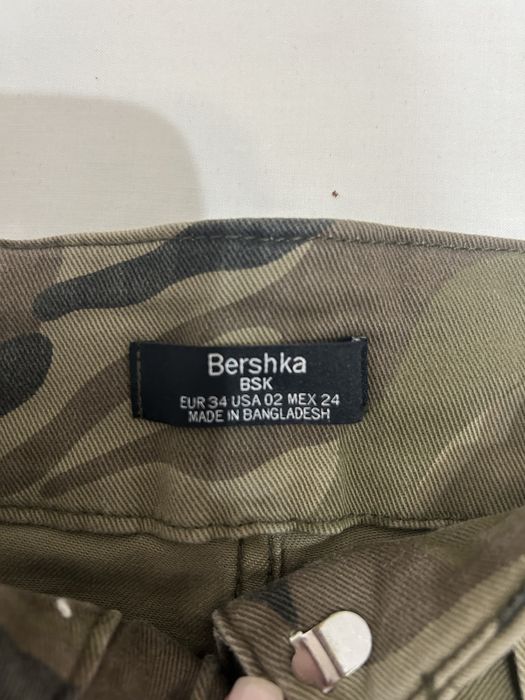 Bershka
BSK
EUR 34 USA 02 MEX 24
MADE IN BANGLADESH